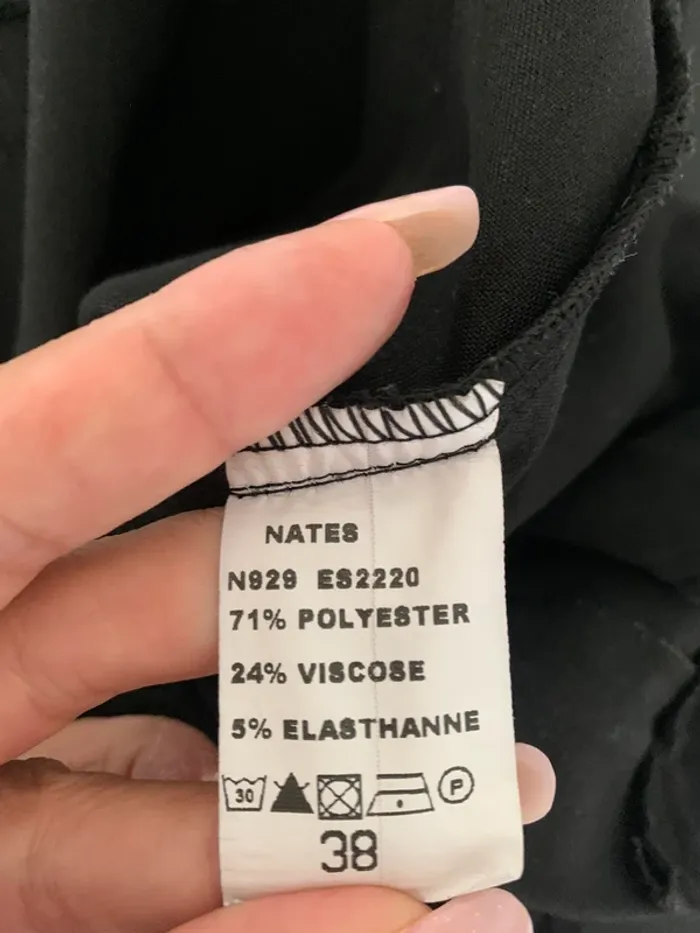 NATES
N929 ES2220
71% POLYESTER
24% VISCOSE
5% ELASTHANNE
30 P
38